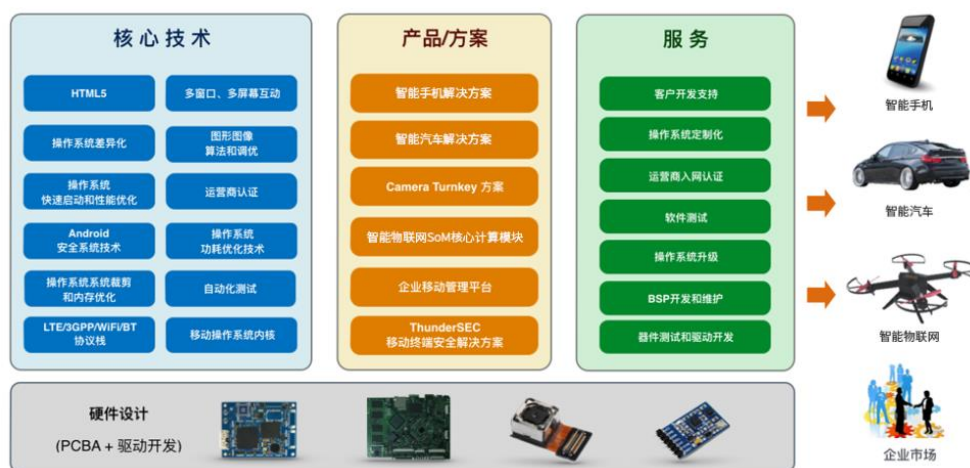 核心技术
HTML5
多窗口、多屏幕互动
操作系统差异化
图形图像
算法和调优
操作系统
快速启动和性能优化
运营商认证
Android
安全系统技术
操作系统
功耗优化技术
操作系统系统裁剪
和内存优化
自动化测试
LTE/3GPP/WiFi/BT
协议栈
移动操作系统内核
产品/方案
智能手机解决方案
智能汽车解决方案
Camera Turnkey 方案
智能物联网SoM核心计算模块
企业移动管理平台
ThunderSEC
移动终端安全解决方案
服务
客户开发支持
操作系统定制化
运营商入网认证
软件测试
操作系统升级
BSP开发和维护
器件测试和驱动开发
智能手机
智能汽车
智能物联网
企业市场
硬件设计
(PCBA + 驱动开发)